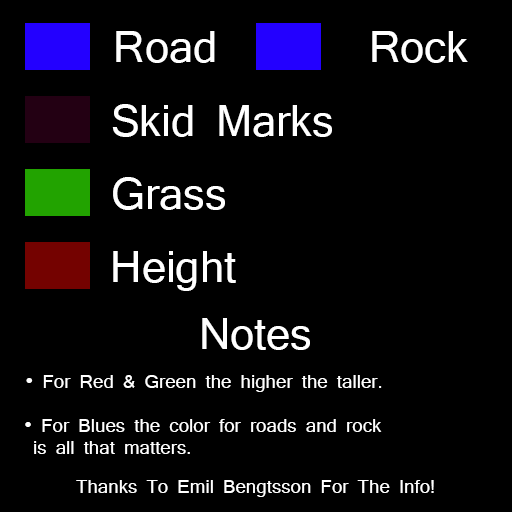 Road Rock
Skid Marks
Grass
Height
Notes
• For Red & Green the higher the taller.
• For Blues the color for roads and rock
is all that matters.
Thanks To Emil Bengtsson For The Info!